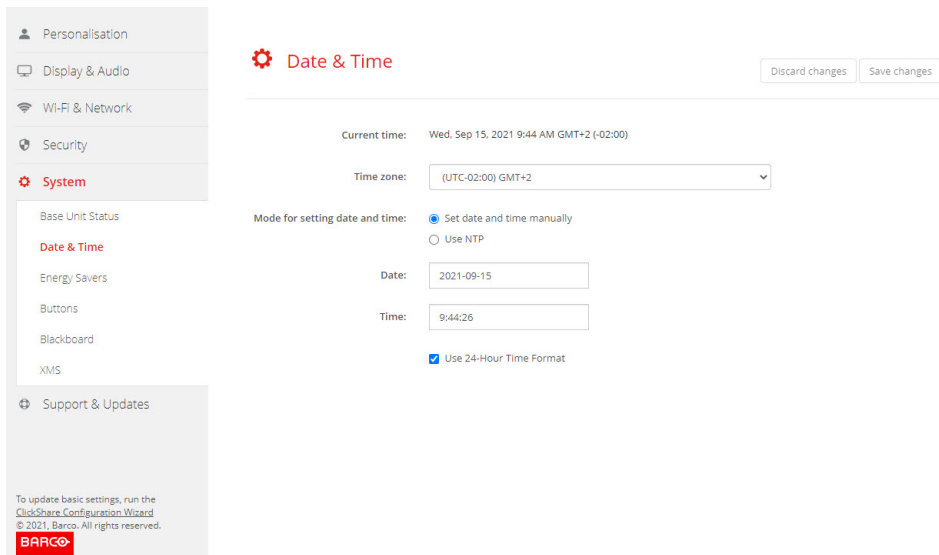 Personalisation
Display & Audio
Wi-Fi & Network
Security
System
Base Unit Status
Date & Time
Energy Savers
Buttons
Blackboard
XMS
Support & Updates
To update basic settings, run the
ClickShare Configuration Wizard
© 2021, Barco. All rights reserved.
BARCO
Date & Time
Discard changes
Save changes
Current time: Wed, Sep 15, 2021 9:44 AM GMT+2 (-02:00)
Time zone: (UTC-02:00) GMT+2
Mode for setting date and time: Set date and time manually
Use NTP
Date: 2021-09-15
Time: 9:44:26
Use 24-Hour Time Format